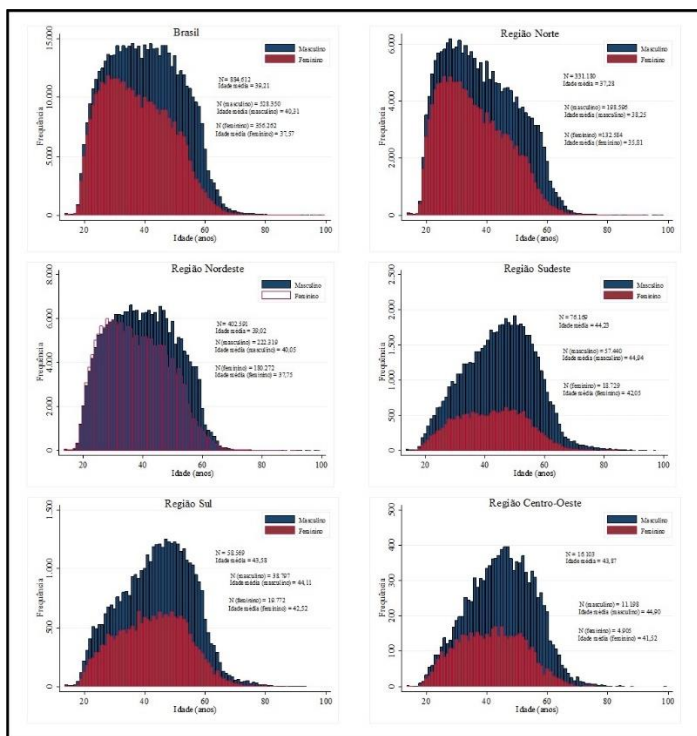 Brasil
Masculino
Feminino
N = 884.612
Idade média = 39,21
N (masculino) = 528.350
Idade média (masculino) = 40,31
N (feminino) = 356.262
Idade média (feminino) = 37,57
Frequência
15.000
10.000
5.000
0
20
40
60
80
100
Idade (anos)
Região Norte
Masculino
Feminino
N = 331.180
Idade média = 37,28
N (masculino) = 198.596
Idade média (masculino) = 38,25
N (feminino) =132.584
Idade média (feminino) = 35,81
Frequência
6.000
4.000
2.000
0
20
40
60
80
100
Idade (anos)
Região Nordeste
Masculino
Feminino
N = 402.591
Idade média = 39,02
N (masculino) = 222.319
Idade média (masculino) = 40,05
N (feminino) = 180.272
Idade média (feminino) = 37,75
Frequência
8.000
6.000
4.000
2.000
0
20
40
60
80
100
Idade (anos)
Região Sudeste
Masculino
Feminino
N = 76.169
Idade média = 44,23
N (masculino) = 57.440
Idade média (masculino) = 44,94
N (feminino) = 18.729
Idade média (feminino) = 42,05
Frequência
2.500
2.000
1.500
1.000
500
0
20
40
60
80
100
Idade (anos)
Região Sul
Masculino
Feminino
N = 58.569
Idade média = 43,58
N (masculino) = 38.797
Idade média (masculino) = 44,11
N (feminino) = 19.772
Idade média (feminino) = 42,52
Frequência
1.500
1.000
500
0
20
40
60
80
100
Idade (anos)
Região Centro-Oeste
Masculino
Feminino
N = 16.103
Idade média = 43,87
N (masculino) = 11.198
Idade média (masculino) = 44,90
N (feminino) = 4.905
Idade média (feminino) = 41,52
Frequência
500
400
300
200
100
0
20
40
60
80
100
Idade (anos)